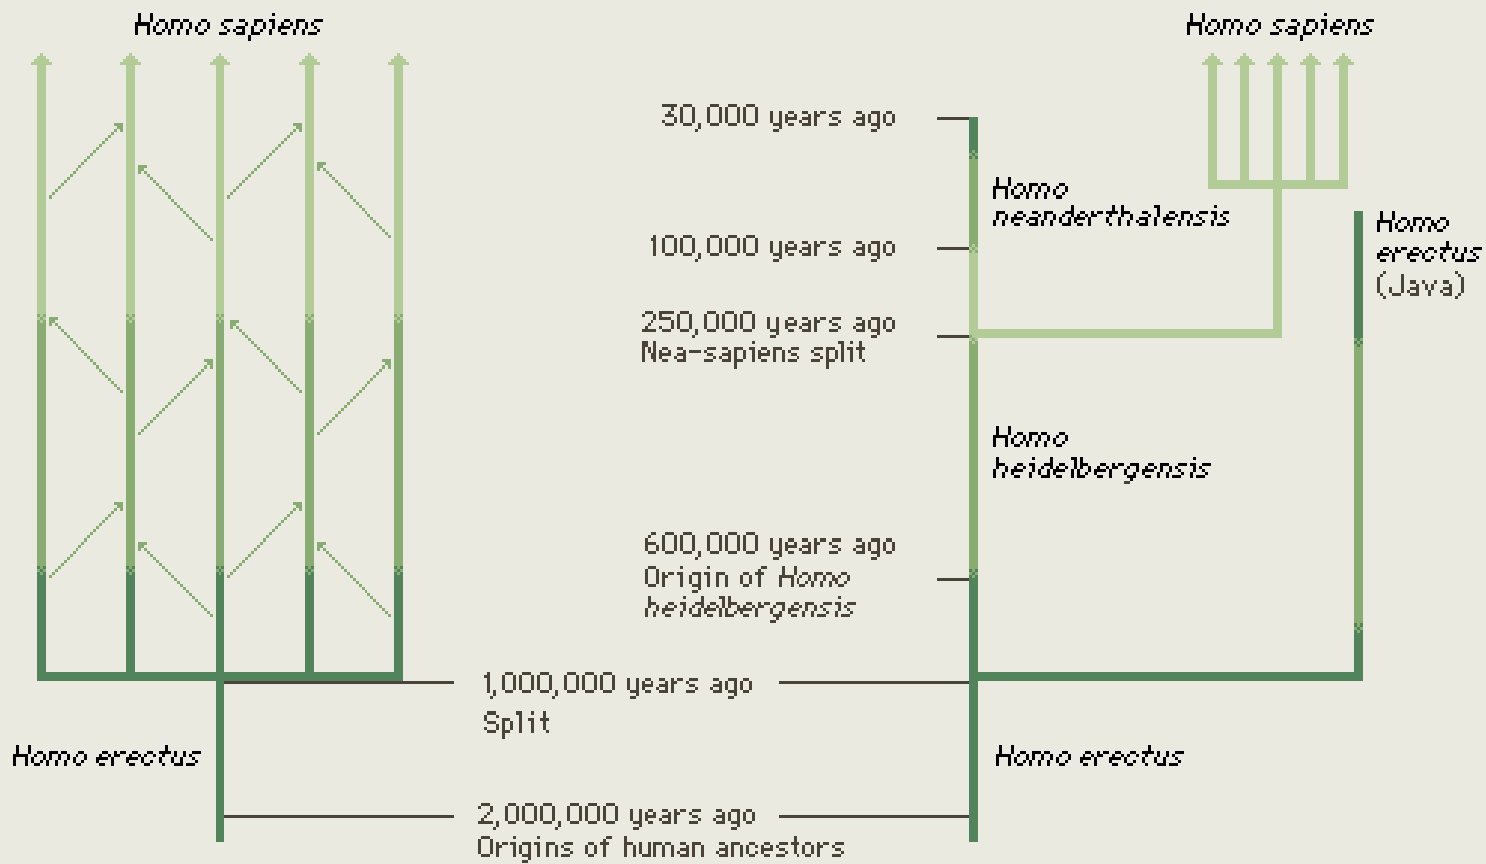 Homo sapiens
Homo sapiens
30,000 years ago
Homo
neanderthalensis
Homo
erectus
(Java)
100,000 years ago
250,000 years ago
Nea-sapiens split
Homo
heidelbergensis
600,000 years ago
Origin of Homo
heidelbergensis
1,000,000 years ago
Split
Homo erectus
Homo erectus
2,000,000 years ago
Origins of human ancestors